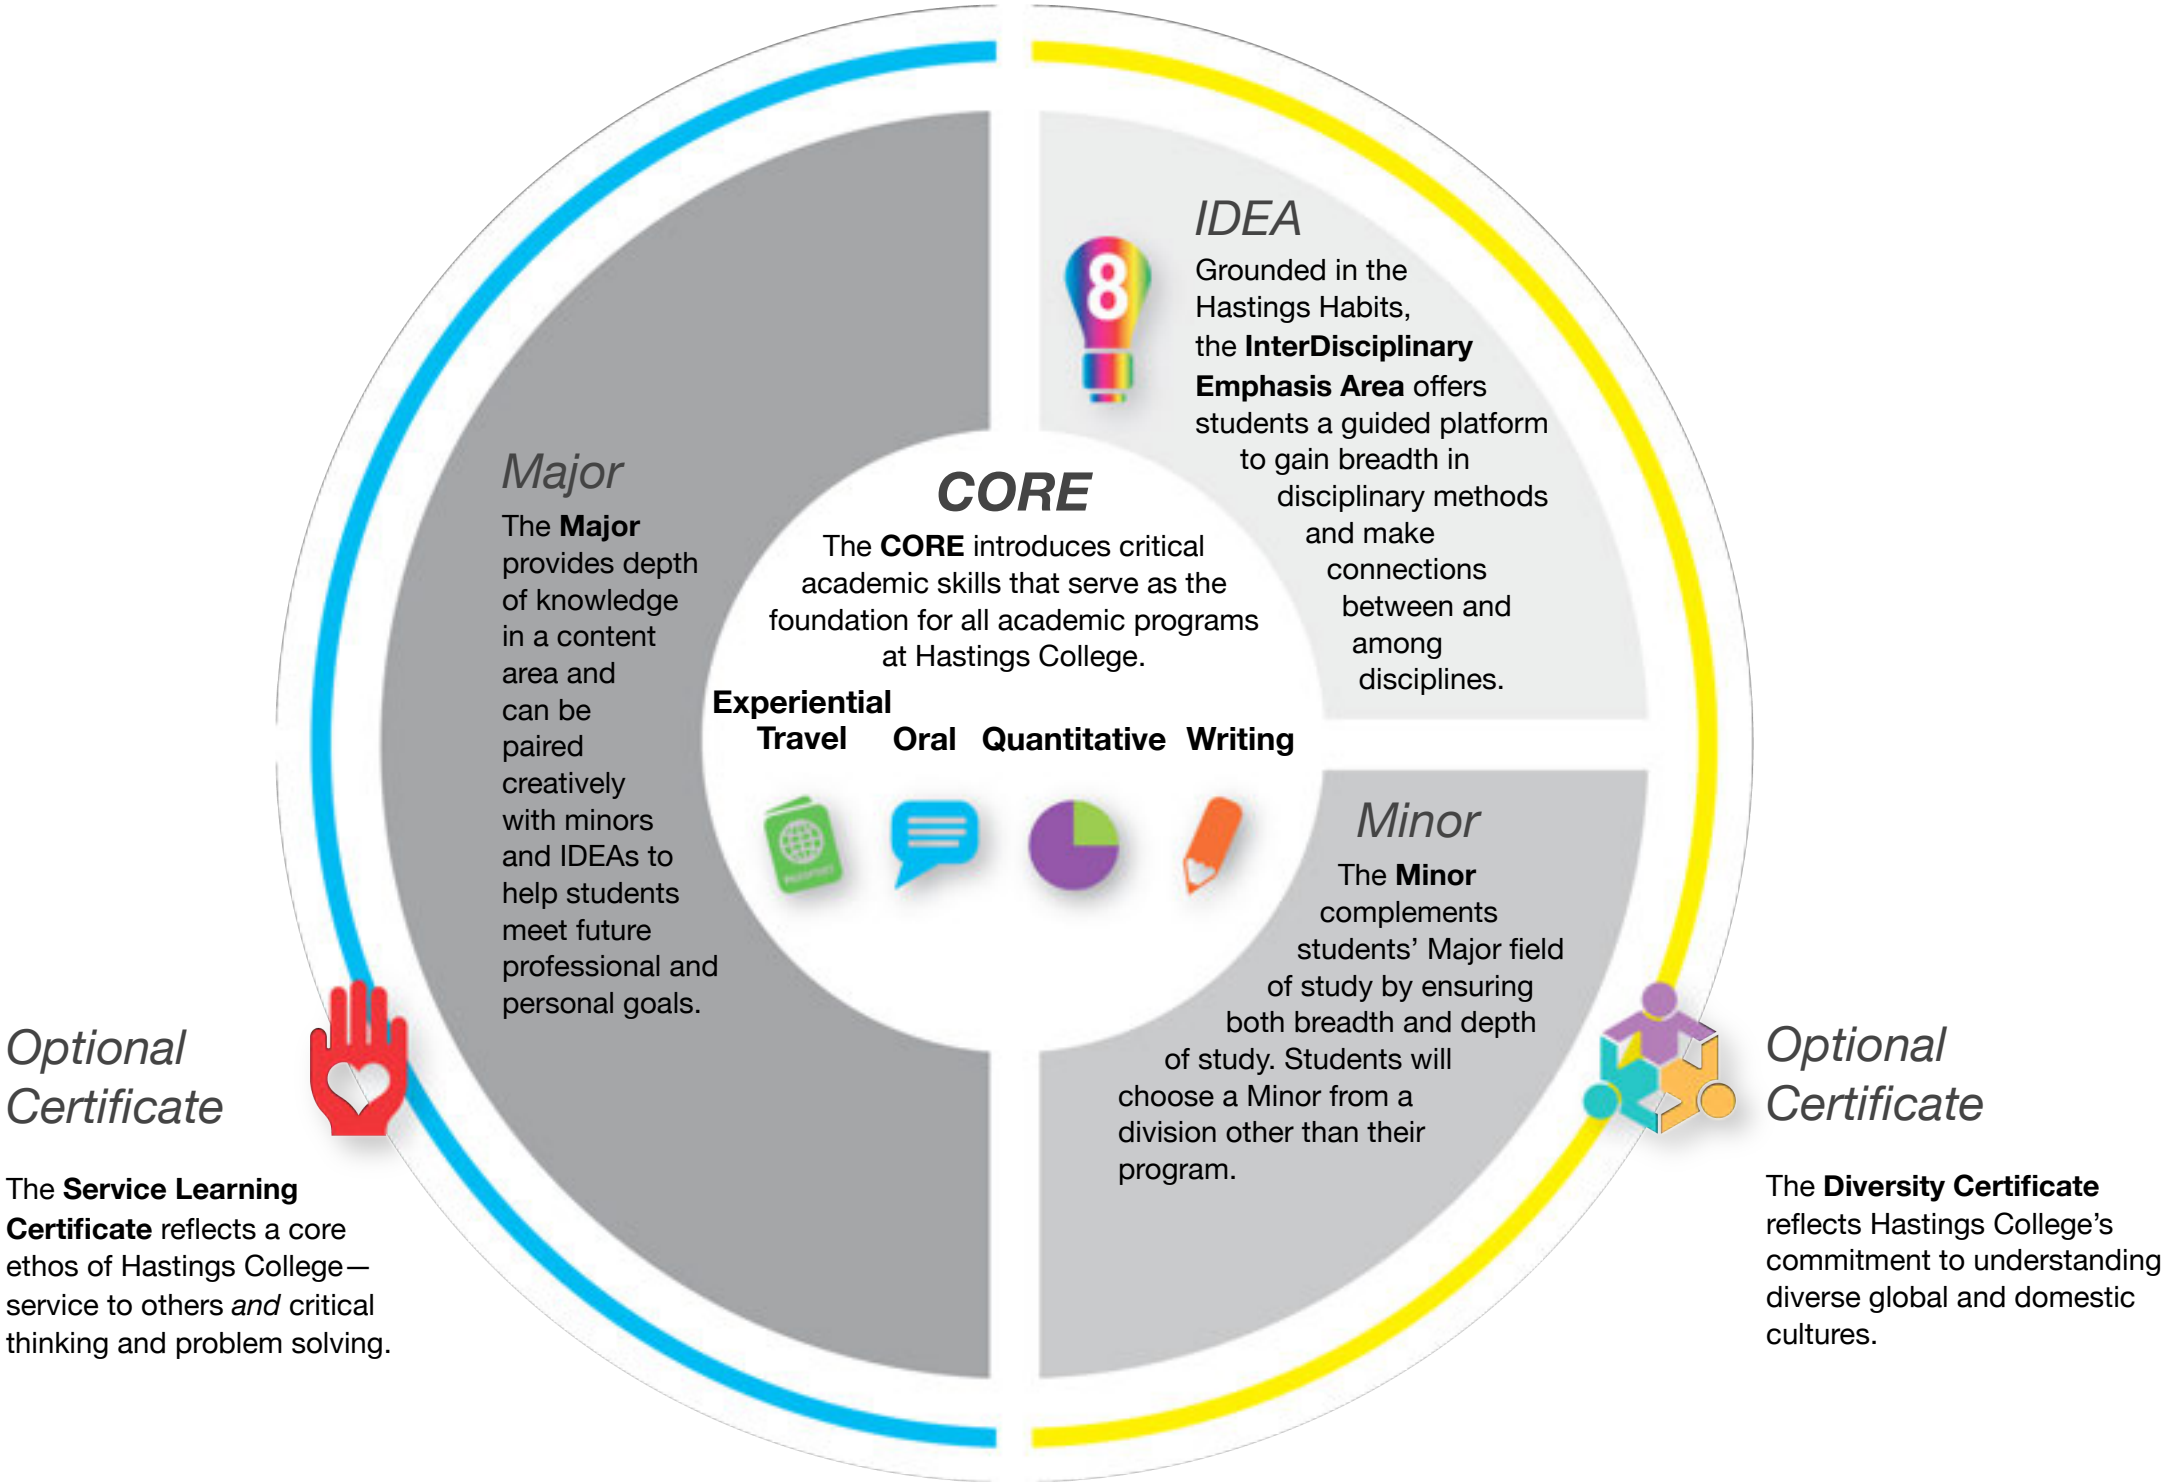 IDEA
8
Grounded in the
Hastings Habits,
the InterDisciplinary
Emphasis Area offers
students a guided platform
to gain breadth in
disciplinary methods
and make
connections
between and
among
disciplines.
Major
The Major
provides depth
of knowledge
in a content
area and
can be
paired
creatively
with minors
and IDEAs to
help students
meet future
professional and
personal goals.
CORE
The CORE introduces critical
academic skills that serve as the
foundation for all academic programs
at Hastings College.
Experiential
Travel Oral Quantitative Writing
PASSPORT
Minor
The Minor
complements
students’ Major field
of study by ensuring
both breadth and depth
of study. Students will
choose a Minor from a
division other than their
program.
Optional
Certificate
The Service Learning
Certificate reflects a core
ethos of Hastings College—
service to others and critical
thinking and problem solving.
Optional
Certificate
The Diversity Certificate
reflects Hastings College’s
commitment to understanding
diverse global and domestic
cultures.